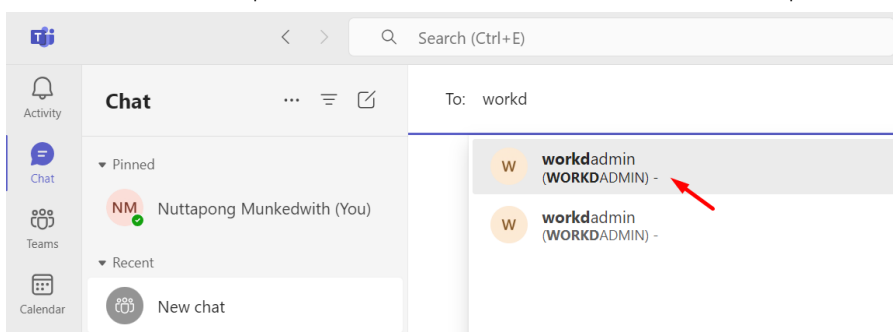 Search (Ctrl+E)
Activity
Chat
Teams
Calendar
Chat
Pinned
NM
Nuttapong Munkedwith (You)
Recent
New chat
To: workd
W
workdadmin
(WORKDADMIN) -
W
workdadmin
(WORKDADMIN) -